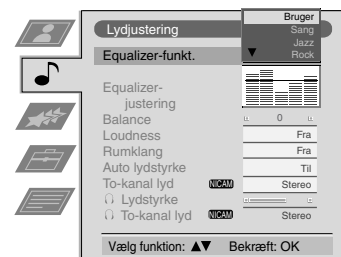 Lydjustering
Bruger
Sang
Jazz
Equalizer-funkt. ▼ Rock
Equalizer-
justering
Balance 0
Loudness Fra
Rumklang Fra
Auto lydstyrke Til
To-kanal lyd NICAM Stereo
Lydstyrke
To-kanal lyd NICAM Stereo
Vælg funktion: ▲▼ Bekræft: OK